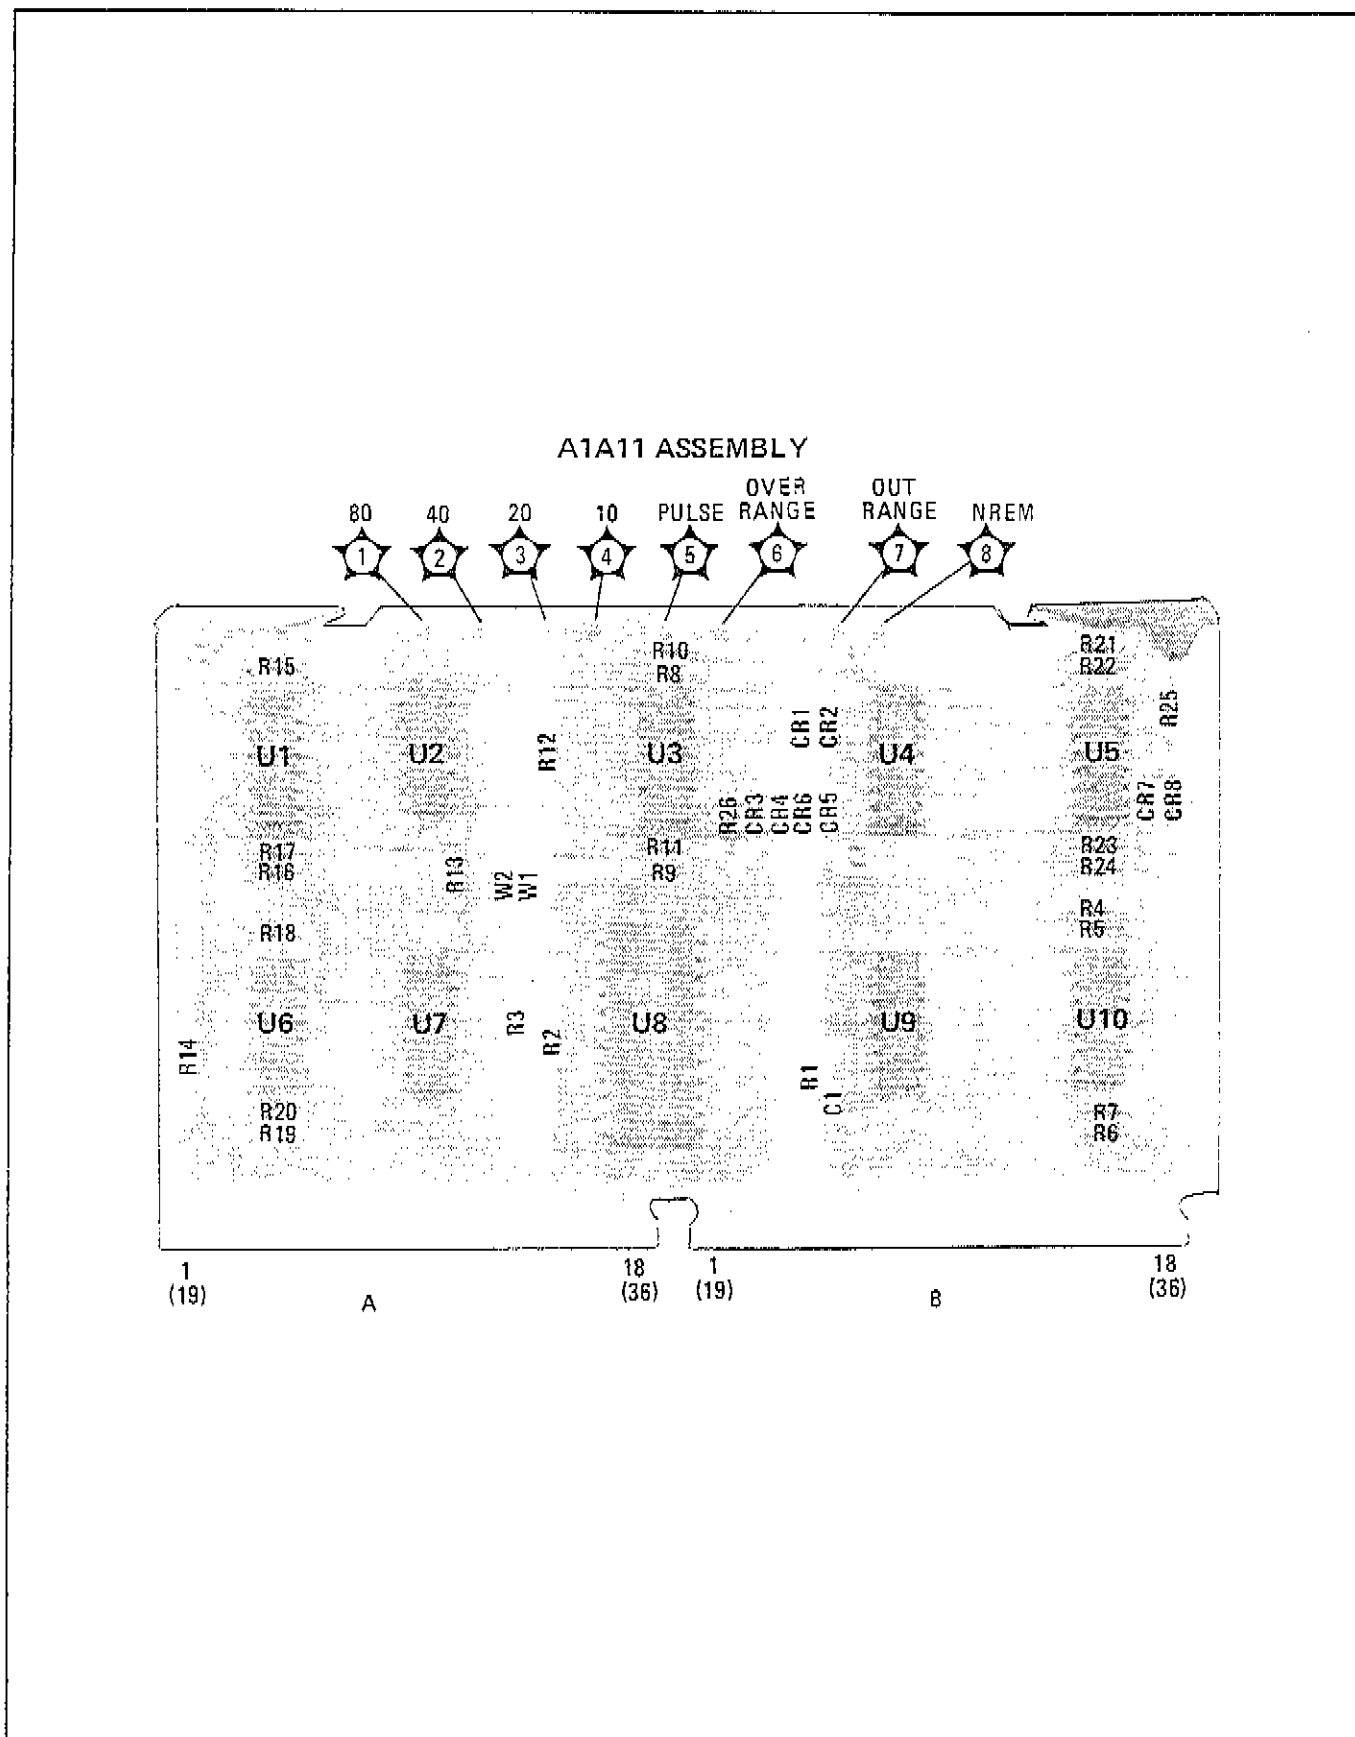 A1A11 ASSEMBLY
80 40 20 10 PULSE OVER RANGE OUT RANGE NREM
1 2 3 4 5 6 7 8
R15 R10 R21
R8 R22
R25
U1 U2 R12 U3 CR1 CR2 U4 U5
R26 CR3 CR4 CR6 CR5 CR7 CR8
R17 R11 R23
R16 R13 W2 W1 R9 R24
R4
R18 R5
U6 U7 R3 U8 U9 U10
R14 R2 R1
C1
R20 R7
R19 R6
1 18 1 18
(19) (36) (19) (36)
A B